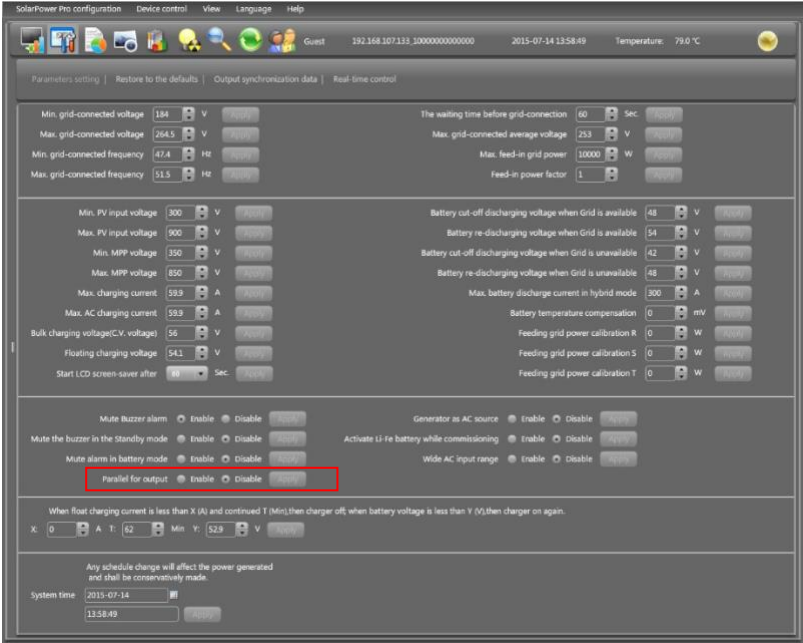 SolarPower Pro configuration Device control View Language Help
Guest 192.168.107.133_10000000000000 2015-07-14 13:58:49 Temperature: 79.0 ℃
Parameters setting | Restore to the defaults | Output synchronization data | Real-time control
Min. grid-connected voltage 184 V Apply The waiting time before grid-connection 60 Sec. Apply
Max. grid-connected voltage 264.5 V Apply Max. grid-connected average voltage 253 V Apply
Min. grid-connected frequency 47.4 Hz Apply Max. feed-in grid power 10000 W Apply
Max. grid-connected frequency 51.5 Hz Apply Feed-in power factor 1 Apply
Min. PV input voltage 300 V Apply Battery cut-off discharging voltage when Grid is available 48 V Apply
Max. PV input voltage 900 V Apply Battery re-discharging voltage when Grid is available 54 V Apply
Min. MPP voltage 350 V Apply Battery cut-off discharging voltage when Grid is unavailable 42 V Apply
Max. MPP voltage 850 V Apply Battery re-discharging voltage when Grid is unavailable 48 V Apply
Max. charging current 59.9 A Apply Max. battery discharge current in hybrid mode 300 A Apply
Max. AC charging current 59.9 A Apply Battery temperature compensation 0 mV Apply
Bulk charging voltage(C.V. voltage) 56 V Apply Feeding grid power calibration R 0 W Apply
Floating charging voltage 54.1 V Apply Feeding grid power calibration S 0 W Apply
Start LCD screen-saver after Sec. Apply Feeding grid power calibration T 0 W Apply
Mute Buzzer alarm Enable Disable Apply Generator as AC source Enable Disable Apply
Mute the buzzer in the Standby mode Enable Disable Apply Activate Li-Fe battery while commissioning Enable Disable Apply
Mute alarm in battery mode Enable Disable Apply Wide AC input range Enable Disable Apply
Parallel for output Enable Disable Apply
When float charging current is less than X (A) and continued T (Min),then charger off; when battery voltage is less than Y (V),then charger on again.
X: 0 A T: 62 Min Y: 52.9 V Apply
Any schedule change will affect the power generated
and shall be conservatively made.
System time 2015-07-14
13:58:49 Apply